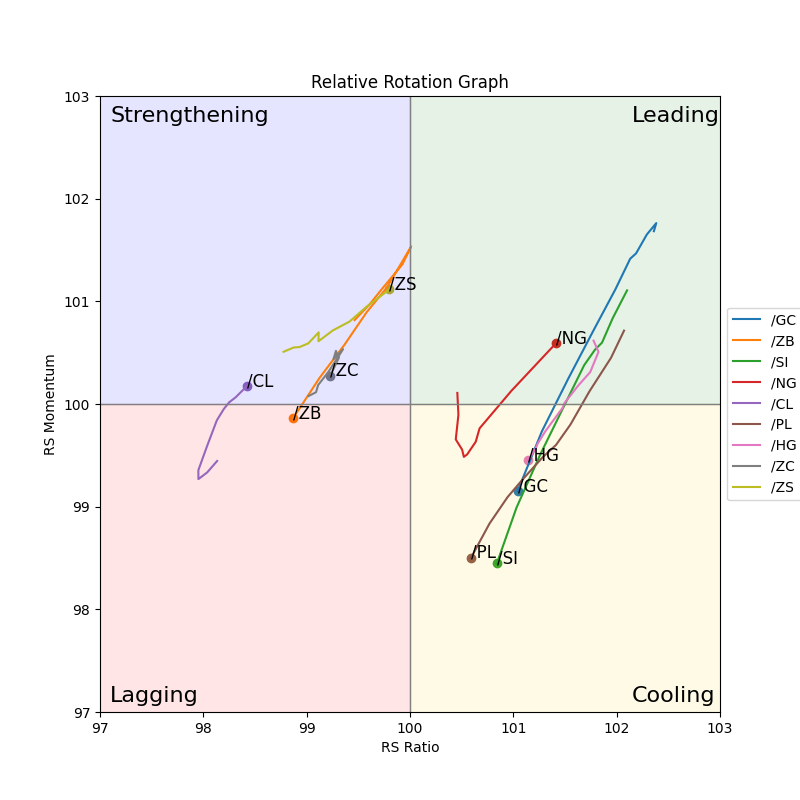 Relative Rotation Graph
103
Strengthening
Leading
102
101
/ZS
/NG
/GC
/ZB
/SI
/NG
/CL
/PL
/HG
/ZC
/ZS
/ZC
/CL
RS Momentum
100
/ZB
/HG
99
/GC
/PL
/SI
98
Lagging
Cooling
97
97
98
99
100
101
102
103
RS Ratio